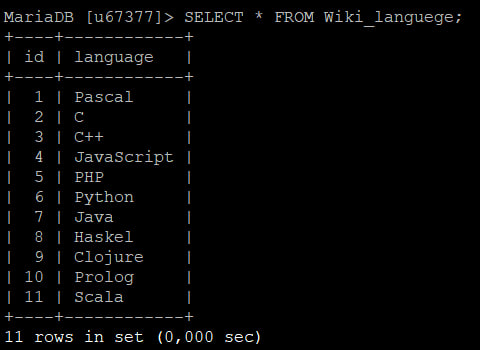 MariaDB [u67377]> SELECT * FROM Wiki_languege;
+----+------------+
| id | language   |
+----+------------+
|  1 | Pascal     |
|  2 | C          |
|  3 | C++        |
|  4 | JavaScript |
|  5 | PHP        |
|  6 | Python     |
|  7 | Java       |
|  8 | Haskel     |
|  9 | Clojure    |
| 10 | Prolog     |
| 11 | Scala      |
+----+------------+
11 rows in set (0,000 sec)